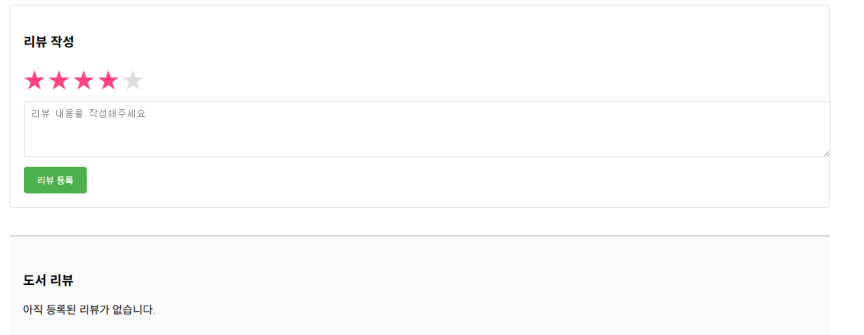 리뷰 작성
★★★★★
리뷰 내용을 작성해주세요
리뷰 등록
도서 리뷰
아직 등록된 리뷰가 없습니다.